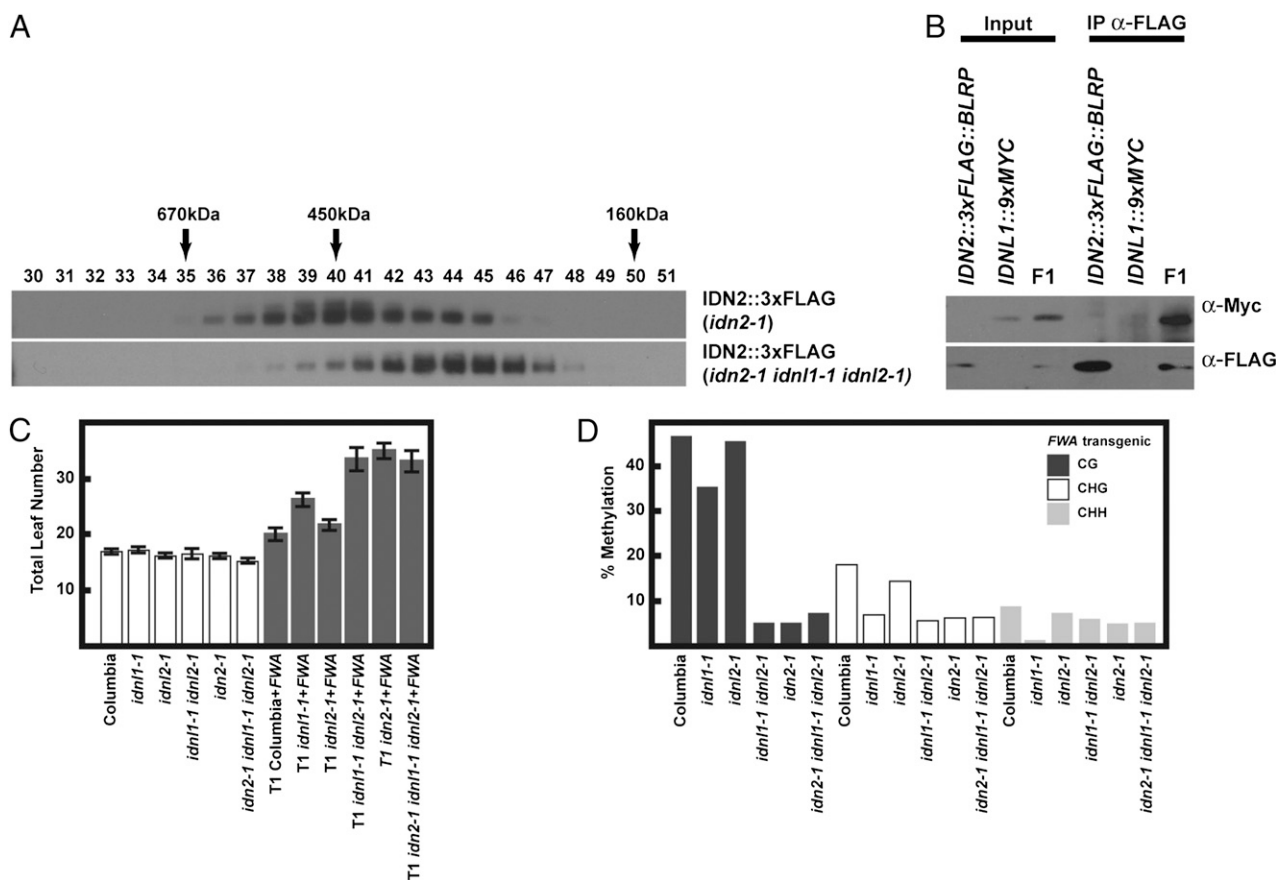 A
670kDa 450kDa 160kDa
30 31 32 33 34 35 36 37 38 39 40 41 42 43 44 45 46 47 48 49 50 51
IDN2::3xFLAG
(idn2-1)
IDN2::3xFLAG
(idn2-1 idnl1-1 idnl2-1)
B
Input IP α-FLAG
IDN2::3xFLAG::BLRP
IDNL1::9xMYC
F1
IDN2::3xFLAG::BLRP
IDNL1::9xMYC
F1
α-Myc
α-FLAG
C
Total Leaf Number
30
20
10
Columbia
idnl1-1
idnl2-1
idnl1-1 idnl2-1
idn2-1
idn2-1 idnl1-1 idnl2-1
T1 Columbia+FWA
T1 idnl1-1+FWA
T1 idnl2-1+FWA
T1 idnl1-1 idnl2-1+FWA
T1 idn2-1+FWA
T1 idn2-1 idnl1-1 idnl2-1+FWA
D
% Methylation
40
30
20
10
FWA transgenic
CG
CHG
CHH
Columbia
idnl1-1
idnl2-1
idnl1-1 idnl2-1
idn2-1
idn2-1 idnl1-1 idnl2-1
Columbia
idnl1-1
idnl2-1
idnl1-1 idnl2-1
idn2-1
idn2-1 idnl1-1 idnl2-1
Columbia
idnl1-1
idnl2-1
idnl1-1 idnl2-1
idn2-1
idn2-1 idnl1-1 idnl2-1